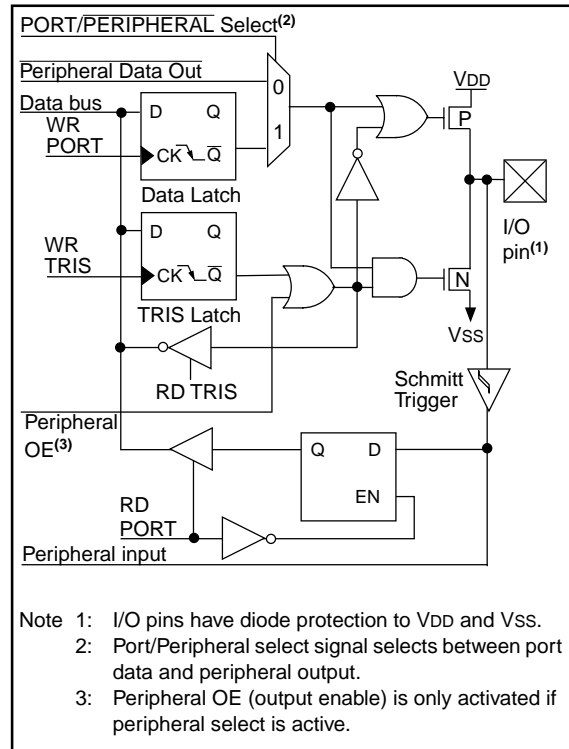 PORT/PERIPHERAL Select(2)
Peripheral Data Out
Data bus
WR
PORT
D
Q
CK
Q
Data Latch
0
1
VDD
P
I/O
pin(1)
WR
TRIS
D
Q
CK
Q
TRIS Latch
N
VSS
RD TRIS
Schmitt
Trigger
Peripheral
OE(3)
Q
D
EN
RD
PORT
Peripheral input
Note 1: I/O pins have diode protection to VDD and VSS.
2: Port/Peripheral select signal selects between port
data and peripheral output.
3: Peripheral OE (output enable) is only activated if
peripheral select is active.